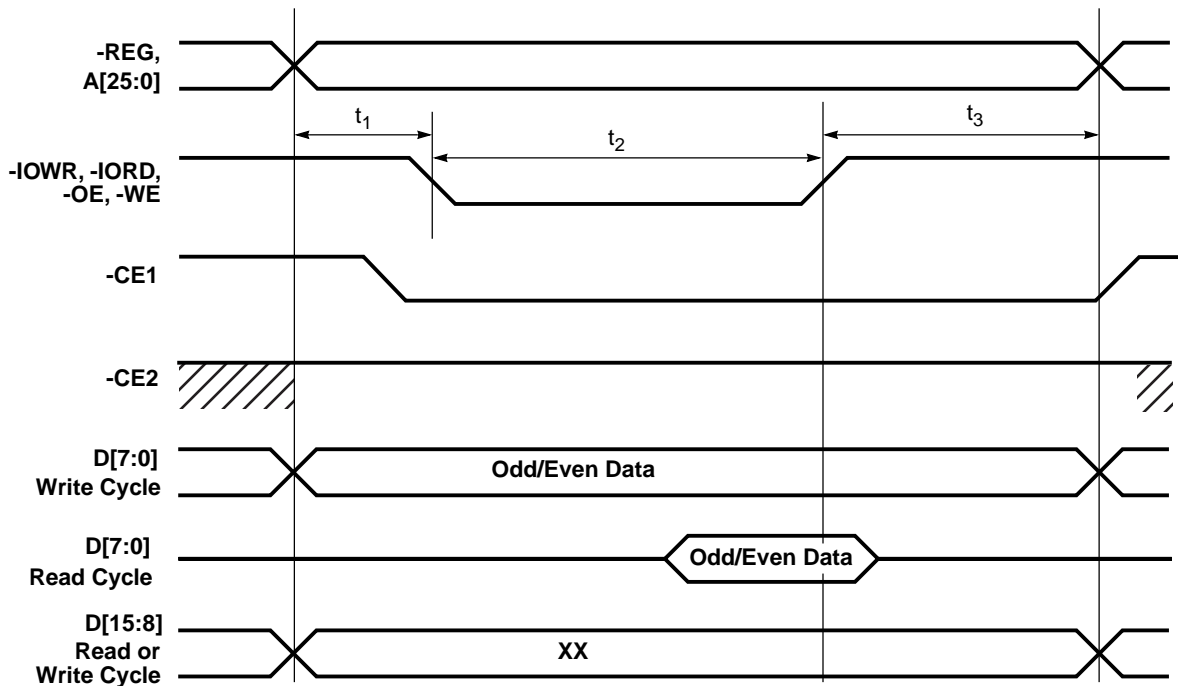 -REG,
A[25:0]
t1
t2
t3
-IOWR, -IORD,
-OE, -WE
-CE1
-CE2
D[7:0]
Write Cycle
Odd/Even Data
D[7:0]
Read Cycle
Odd/Even Data
D[15:8]
Read or
Write Cycle
XX